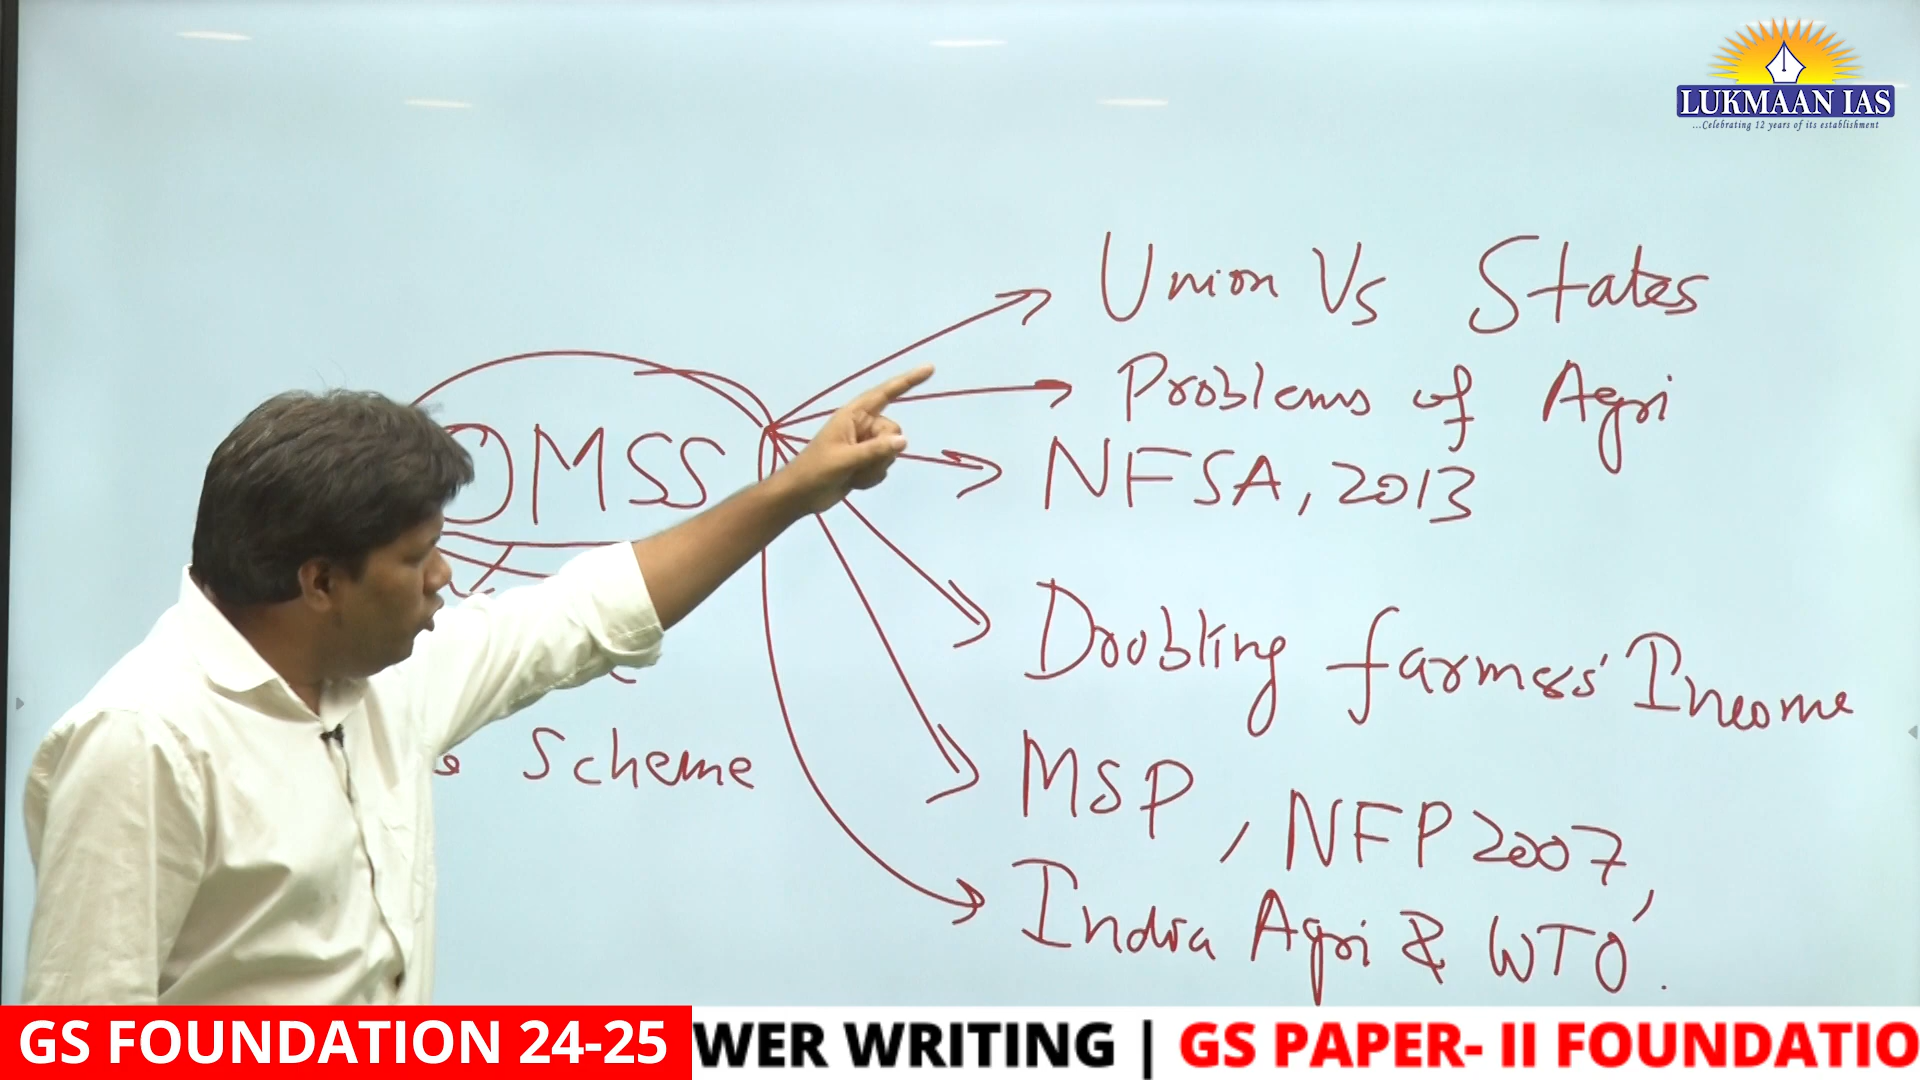 LUKMAAN IAS
...Celebrating 12 years of its establishment
Union Vs States
Problems of Agri
OMSS
NFSA, 2013
Doubling farmers' Income
Scheme
MSP, NFP 2007,
India Agri & WTO.
GS FOUNDATION 24-25
WER WRITING | GS PAPER- II FOUNDATIO